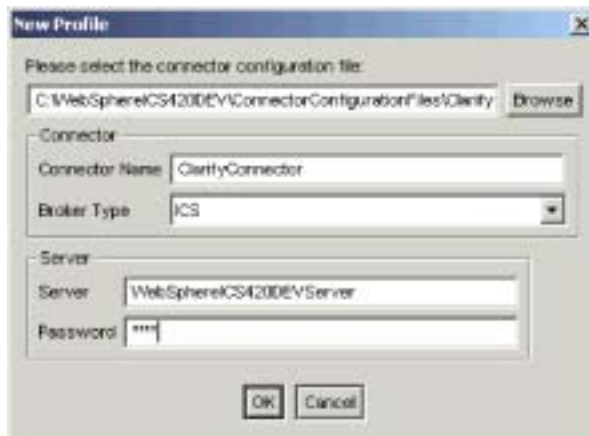 New Profile
Please select the connector configuration file:
C:\WebSphereICS420DEV\ConnectorConfigurationFiles\Clarify Browse
Connector
Connector Name ClarifyConnector
Broker Type ICS
Server
Server WebSphereICS420DEVServer
Password ****
OK Cancel